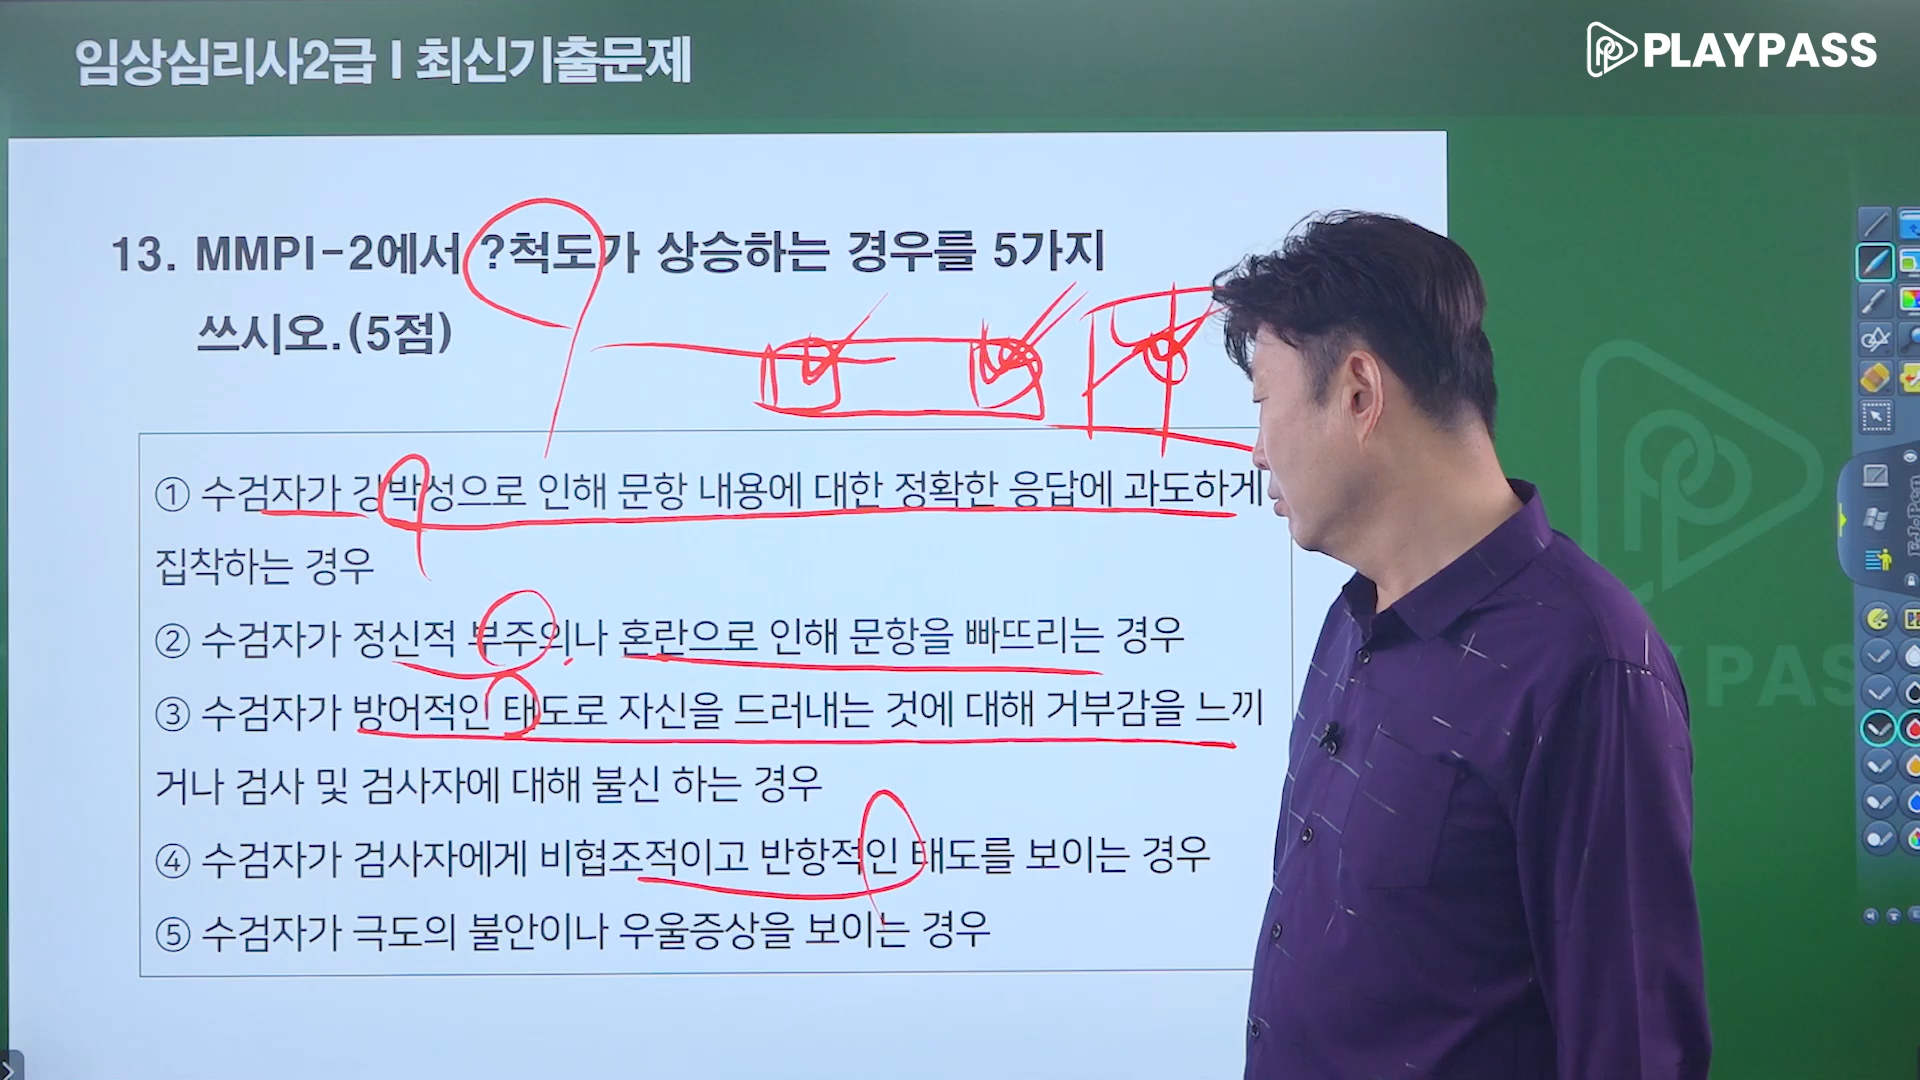 임상심리사2급 I 최신기출문제
PLAYPASS
13. MMPI-2에서 ?척도가 상승하는 경우를 5가지
쓰시오.(5점)
① 수검자가 강박성으로 인해 문항 내용에 대한 정확한 응답에 과도하게
집착하는 경우
② 수검자가 정신적 부주의나 혼란으로 인해 문항을 빠뜨리는 경우
③ 수검자가 방어적인 태도로 자신을 드러내는 것에 대해 거부감을 느끼
거나 검사 및 검사자에 대해 불신 하는 경우
④ 수검자가 검사자에게 비협조적이고 반항적인 태도를 보이는 경우
⑤ 수검자가 극도의 불안이나 우울증상을 보이는 경우